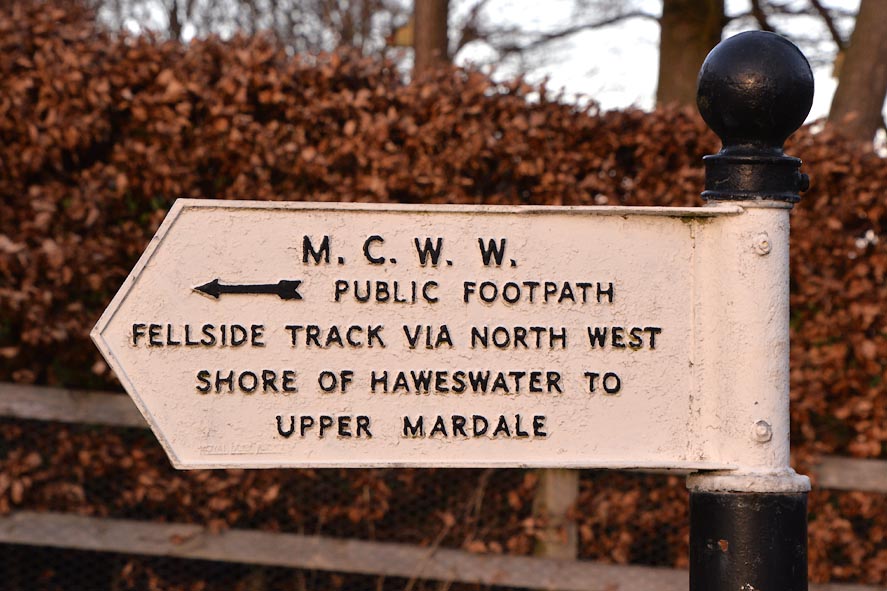 M. C. W. W.
PUBLIC FOOTPATH
FELLSIDE TRACK VIA NORTH WEST
SHORE OF HAWESWATER TO
UPPER MARDALE